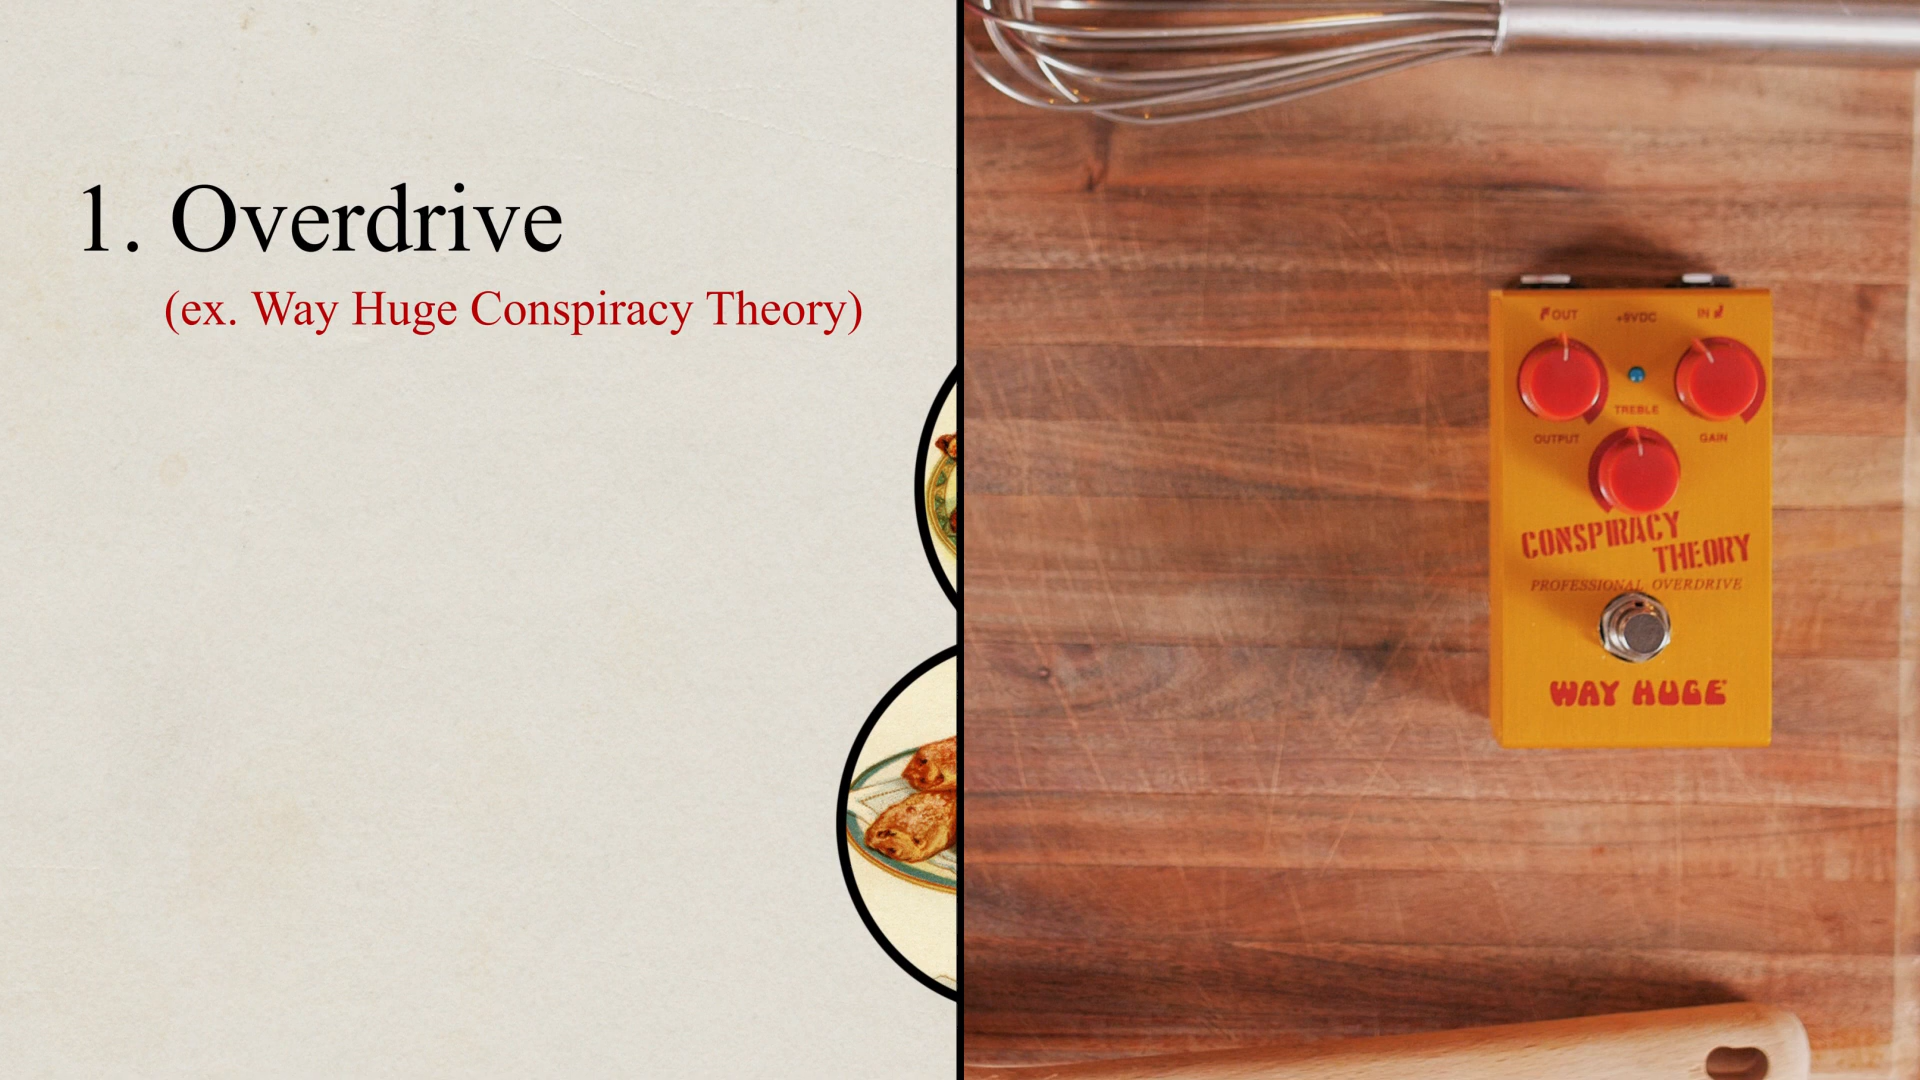 1. Overdrive
(ex. Way Huge Conspiracy Theory)
OUT +9VDC IN
TREBLE
OUTPUT GAIN
CONSPIRACY
THEORY
PROFESSIONAL OVERDRIVE
WAY HUGE